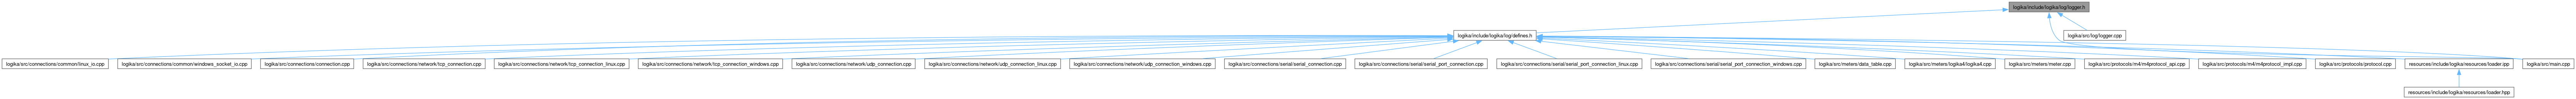 logika/include/logika/log/logger.h
logika/include/logika/log/defines.h
logika/src/log/logger.cpp
logika/src/connections/common/linux_io.cpp
logika/src/connections/common/windows_socket_io.cpp
logika/src/connections/connection.cpp
logika/src/connections/network/tcp_connection.cpp
logika/src/connections/network/tcp_connection_linux.cpp
logika/src/connections/network/tcp_connection_windows.cpp
logika/src/connections/network/udp_connection.cpp
logika/src/connections/network/udp_connection_linux.cpp
logika/src/connections/network/udp_connection_windows.cpp
logika/src/connections/serial/serial_connection.cpp
logika/src/connections/serial/serial_port_connection.cpp
logika/src/connections/serial/serial_port_connection_linux.cpp
logika/src/connections/serial/serial_port_connection_windows.cpp
logika/src/meters/data_table.cpp
logika/src/meters/logika4/logika4.cpp
logika/src/meters/meter.cpp
logika/src/protocols/m4/m4protocol_api.cpp
logika/src/protocols/m4/m4protocol_impl.cpp
logika/src/protocols/protocol.cpp
resources/include/logika/resources/loader.ipp
logika/src/main.cpp
resources/include/logika/resources/loader.hpp